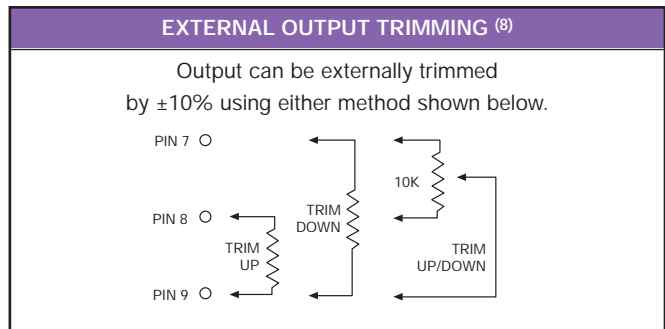 EXTERNAL OUTPUT TRIMMING (8)
Output can be externally trimmed
by ±10% using either method shown below.
PIN 7
10K
PIN 8
TRIM
DOWN
TRIM
UP
TRIM
UP/DOWN
PIN 9